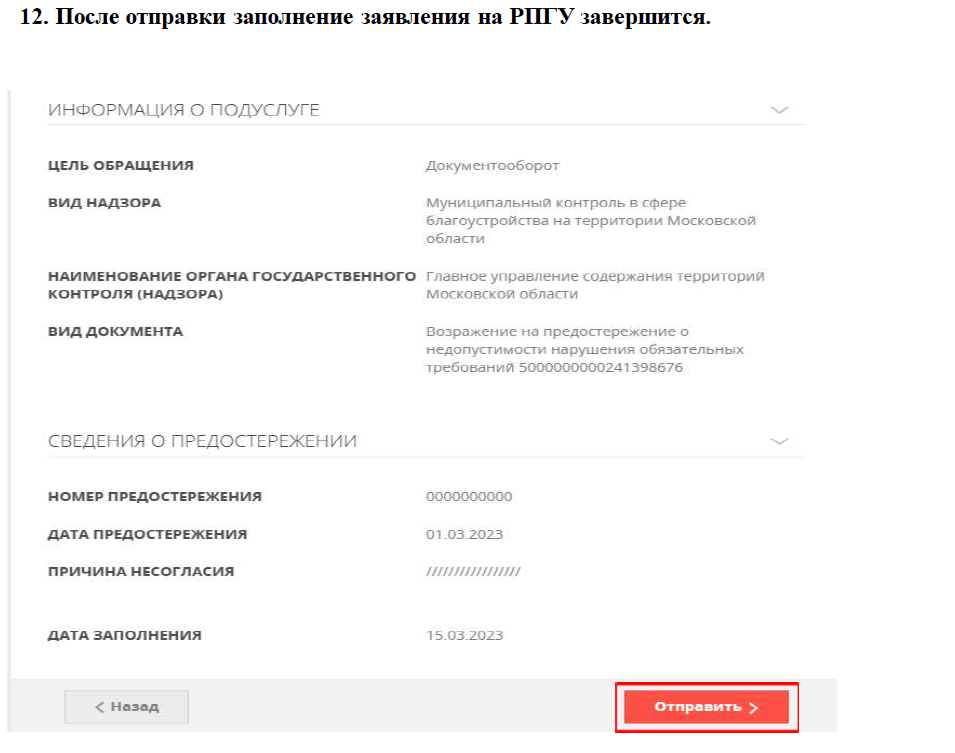 12. После отправки заполнение заявления на РПГУ завершится.
ИНФОРМАЦИЯ О ПОДУСЛУГЕ
ЦЕЛЬ ОБРАЩЕНИЯ
Документооборот
ВИД НАДЗОРА
Муниципальный контроль в сфере
благоустройства на территории Московской
области
НАИМЕНОВАНИЕ ОРГАНА ГОСУДАРСТВЕННОГО
КОНТРОЛЯ (НАДЗОРА)
Главное управление содержания территорий
Московской области
ВИД ДОКУМЕНТА
Возражение на предостережение о
недопустимости нарушения обязательных
требований 5000000000241398676
СВЕДЕНИЯ О ПРЕДОСТЕРЕЖЕНИИ
НОМЕР ПРЕДОСТЕРЕЖЕНИЯ
0000000000
ДАТА ПРЕДОСТЕРЕЖЕНИЯ
01.03.2023
ПРИЧИНА НЕСОГЛАСИЯ
/////////////////
ДАТА ЗАПОЛНЕНИЯ
15.03.2023
< Назад
Отправить >